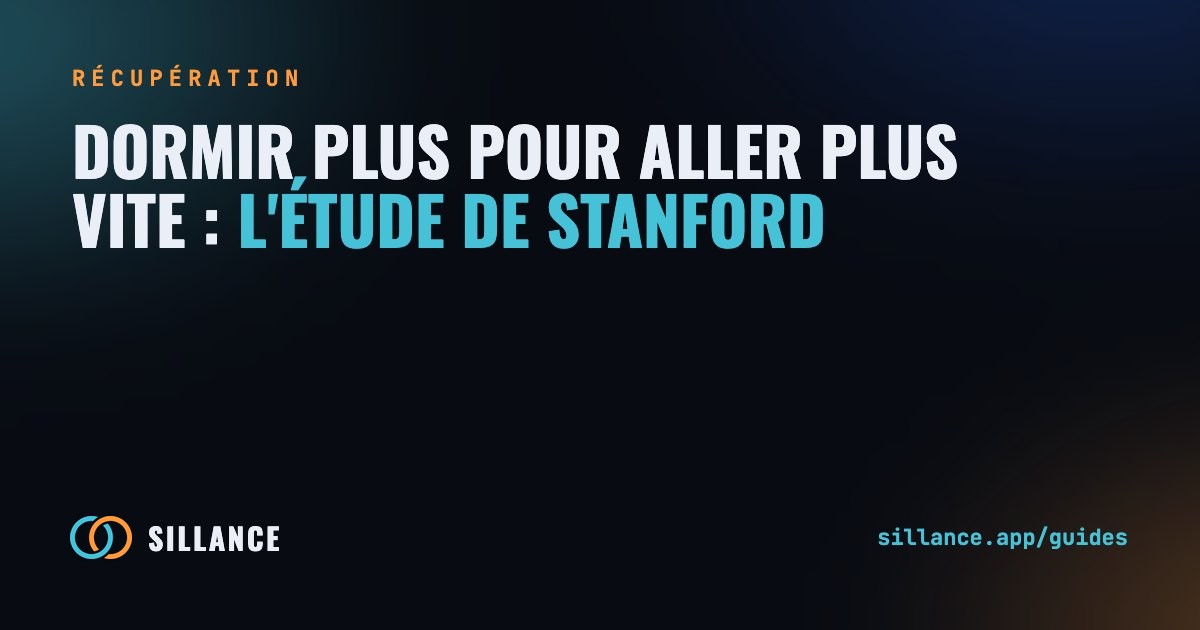 RÉCUPÉRATION
DORMIR PLUS POUR ALLER PLUS
VITE : L'ÉTUDE DE STANFORD
SILLANCE
sillance.app/guides